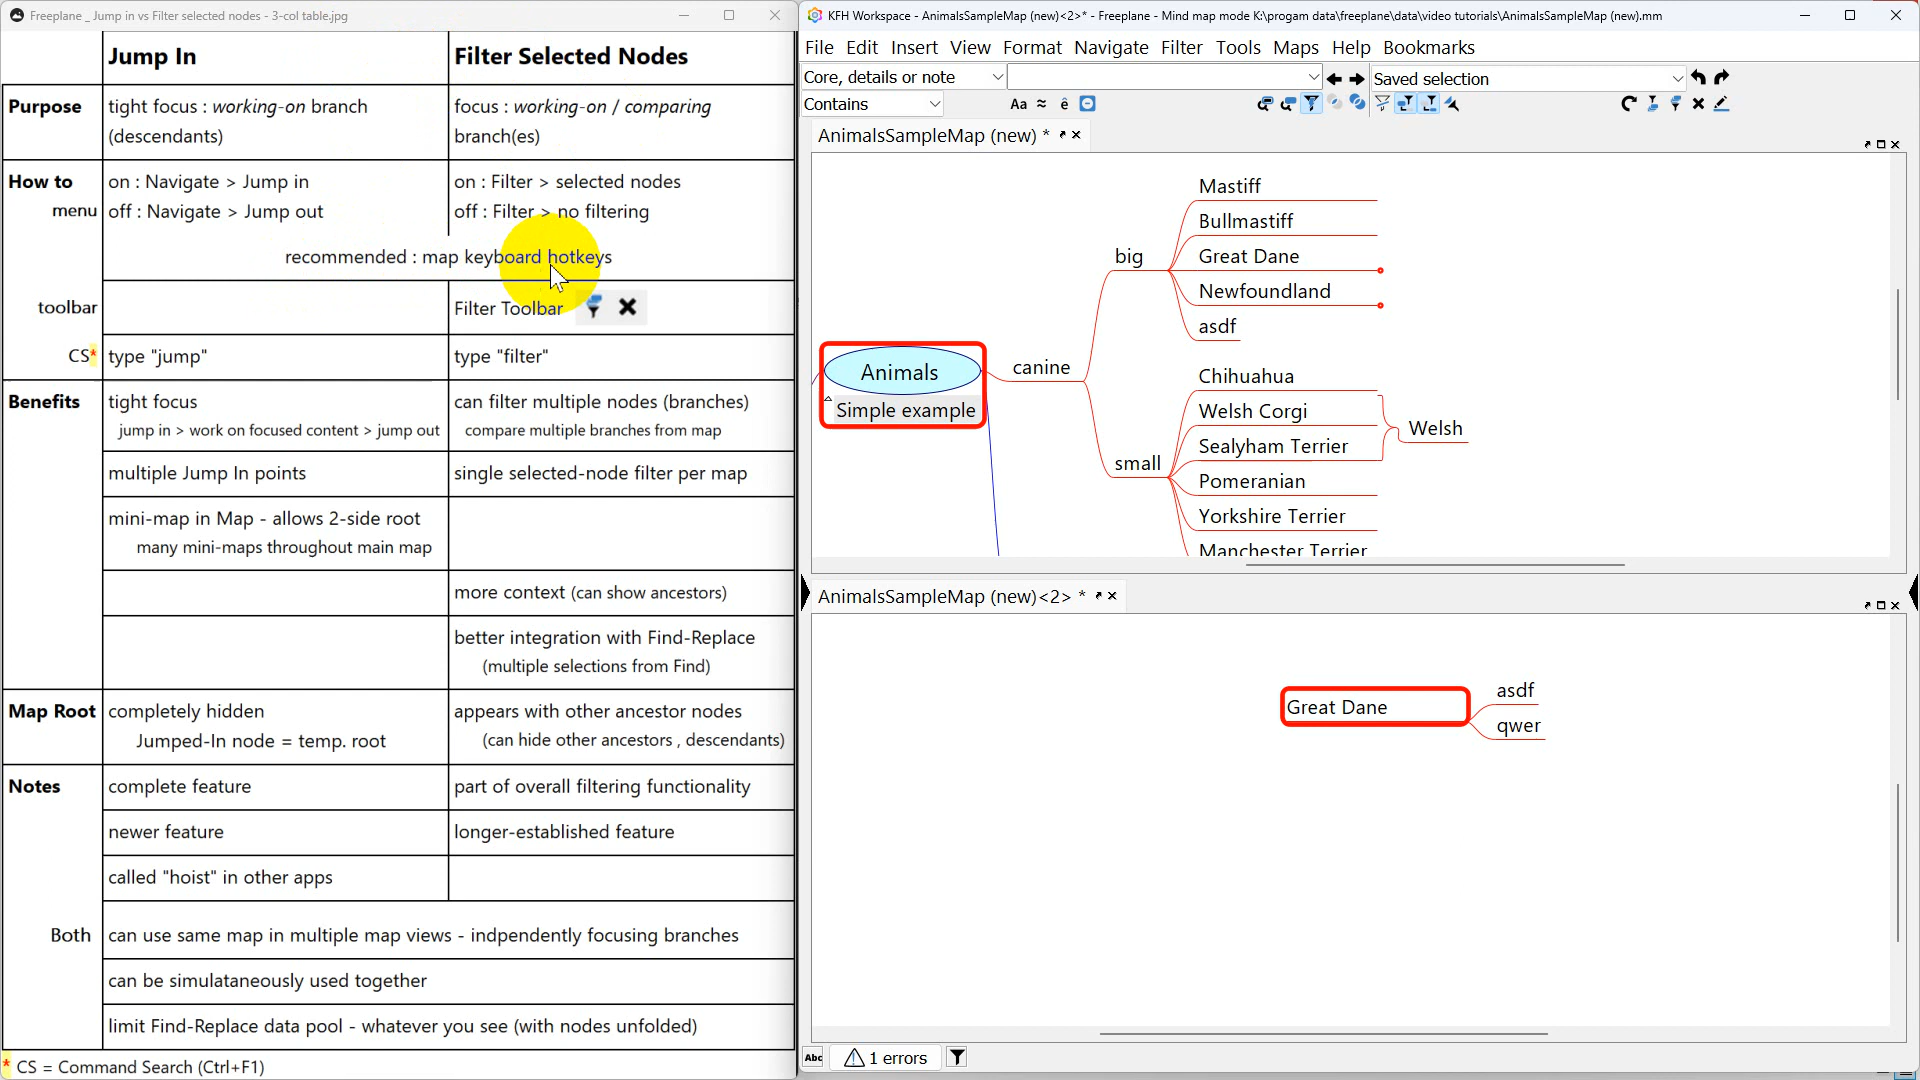 Freeplane _ Jump in vs Filter selected nodes - 3-col table.jpg
Jump In
Filter Selected Nodes
Purpose
tight focus : working-on branch
(descendants)
focus : working-on / comparing
branch(es)
How to
menu
on : Navigate > Jump in
off : Navigate > Jump out
on : Filter > selected nodes
off : Filter > no filtering
recommended : map keyboard hotkeys
toolbar
Filter Toolbar
CS*
type "jump"
type "filter"
Benefits
tight focus
jump in > work on focused content > jump out
can filter multiple nodes (branches)
compare multiple branches from map
multiple Jump In points
single selected-node filter per map
mini-map in Map - allows 2-side root
many mini-maps throughout main map
more context (can show ancestors)
better integration with Find-Replace
(multiple selections from Find)
Map Root
completely hidden
Jumped-In node = temp. root
appears with other ancestor nodes
(can hide other ancestors , descendants)
Notes
complete feature
part of overall filtering functionality
newer feature
longer-established feature
called "hoist" in other apps
Both
can use same map in multiple map views - indpendently focusing branches
can be simulataneously used together
limit Find-Replace data pool - whatever you see (with nodes unfolded)
* CS = Command Search (Ctrl+F1)
KFH Workspace - AnimalsSampleMap (new)<2>* - Freeplane - Mind map mode K:\progam data\freeplane\data\video tutorials\AnimalsSampleMap (new).mm
File Edit Insert View Format Navigate Filter Tools Maps Help Bookmarks
Core, details or note
Saved selection
Contains
Aa ≈ ê
AnimalsSampleMap (new) *
Mastiff
Bullmastiff
big
Great Dane
Newfoundland
asdf
Animals
Simple example
canine
Chihuahua
Welsh Corgi
Welsh
Sealyham Terrier
small
Pomeranian
Yorkshire Terrier
Manchester Terrier
AnimalsSampleMap (new)<2> *
Great Dane
asdf
qwer
Abc
1 errors